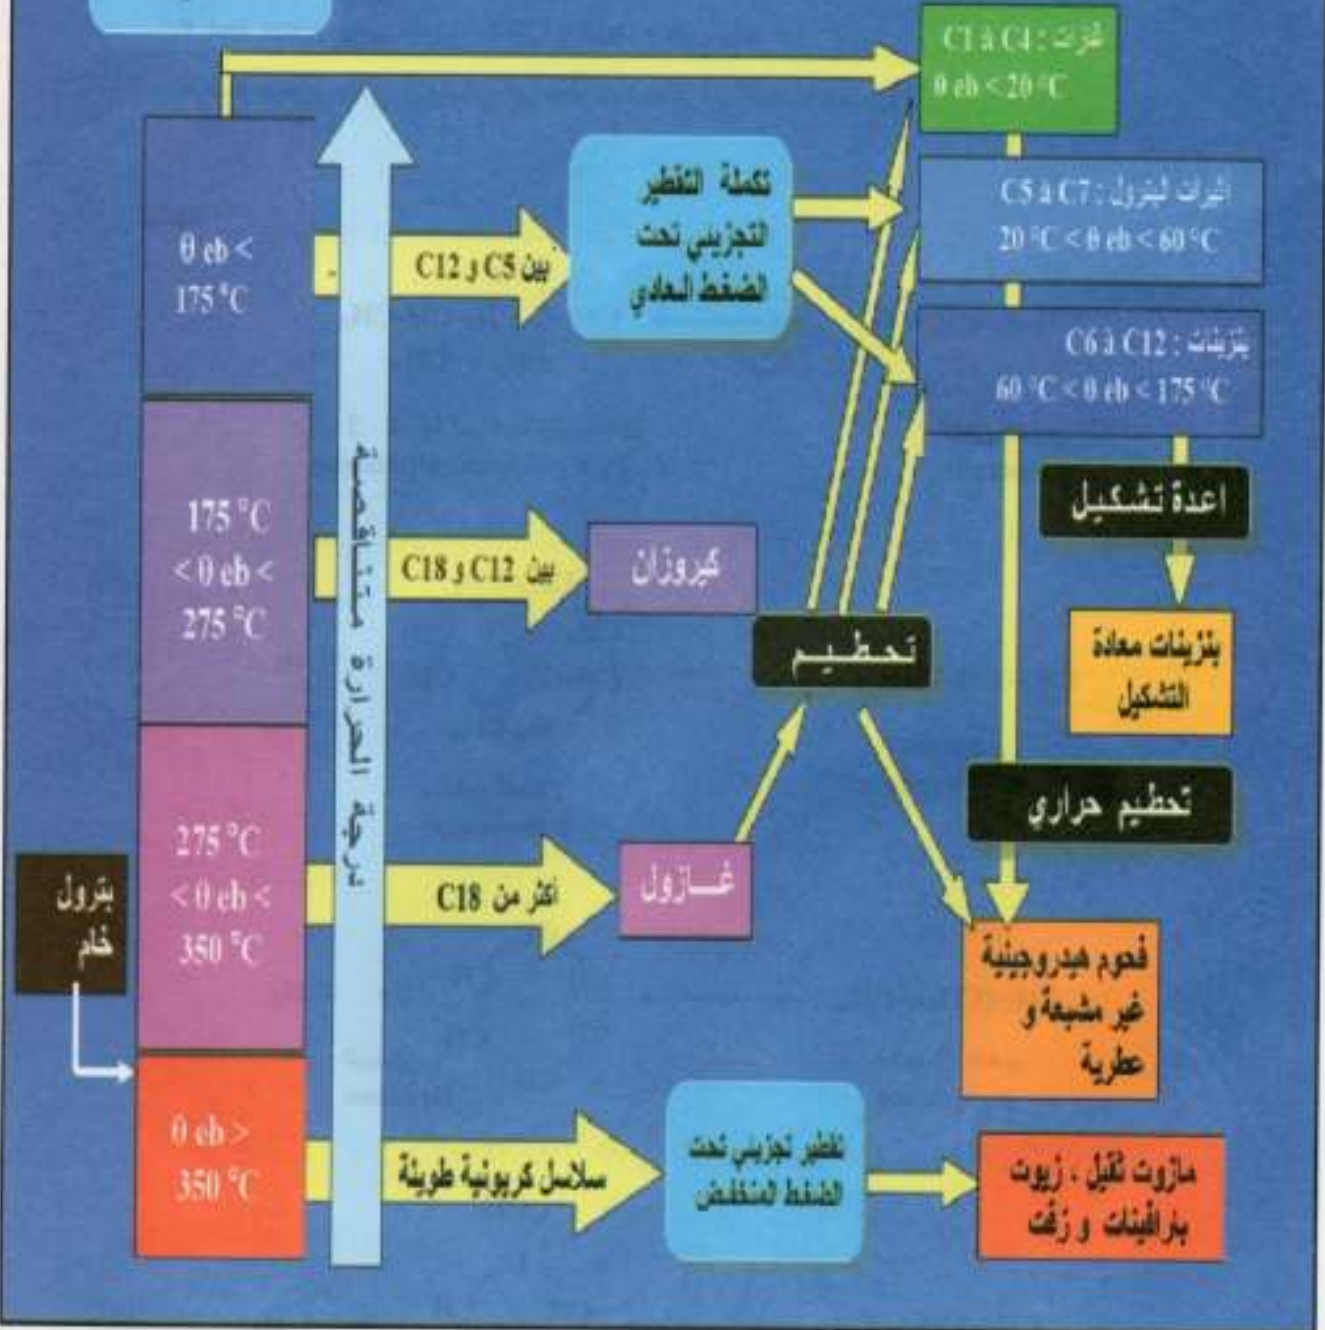 غازات : C1 à C4
θ eb < 20 °C
θ eb <
175 °C
بين C5 و C12
تكملة التقطير
التجزيئي تحت
الضغط العادي
اثيرات البترول : C5 à C7
20 °C < θ eb < 60 °C
بنزينات : C6 à C12
60 °C < θ eb < 175 °C
اعدة تشكيل
بنزينات معادة
التشكيل
درجة الحرارة متناقصة
175 °C
< θ eb <
275 °C
بين C12 و C18
كيروزان
تحطيم
تحطيم حراري
بترول
خام
275 °C
< θ eb <
350 °C
أكثر من C18
غازول
فحوم هيدروجينية
غير مشبعة و
عطرية
θ eb >
350 °C
سلاسل كربونية طويلة
تقطير تجزيئي تحت
الضغط المنخفض
مازوت ثقيل ، زيوت
بارافينات و زفت